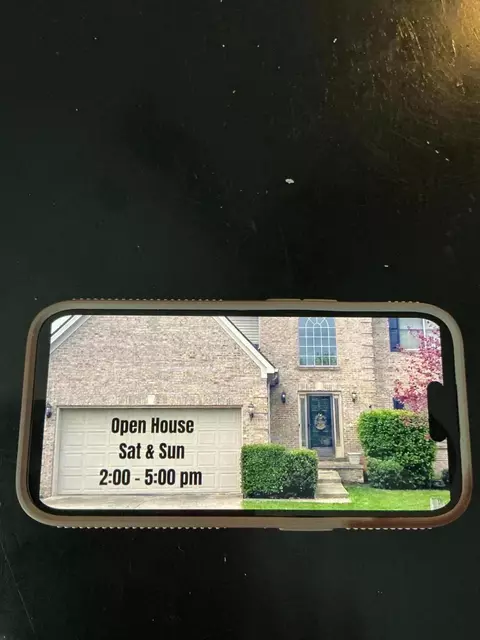 Open House
Sat & Sun
2:00 - 5:00 pm